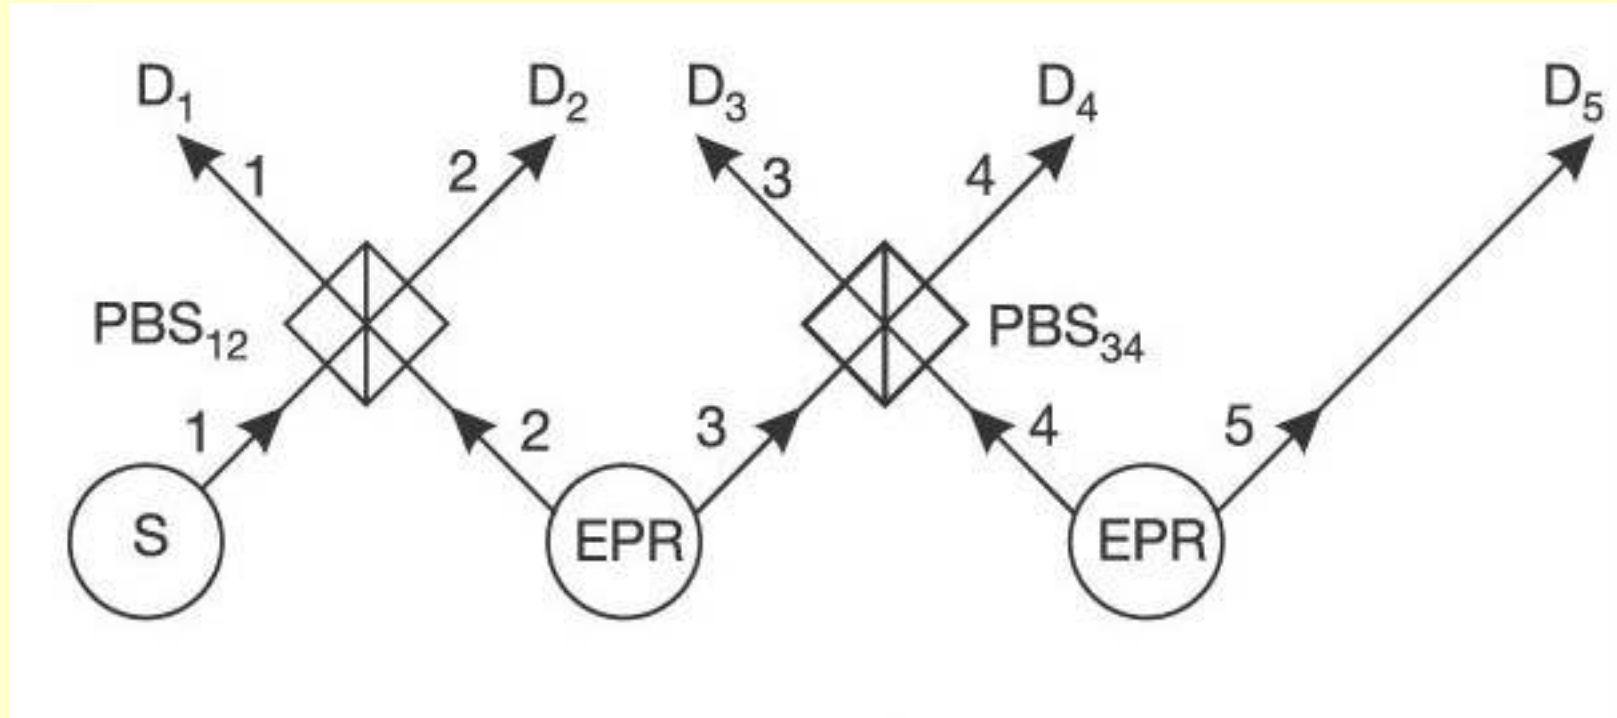 D₁ D₂ D₃ D₄ D₅
1 2 3 4
PBS₁₂ PBS₃₄
1 2 3 4 5
S EPR EPR